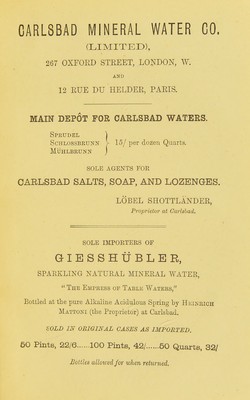 CARLSBAD MINERAL WATER CO.
(LIMITED),
267 OXFORD STREET, LONDON, W.
AND
12 RUE DU HELDER, PARIS.
MAIN DEPÔT FOR CARLSBAD WATERS.
SPRUDEL
SCHLOSSBRUNN } 15/ per dozen Quarts.
MÜHLBRUNN
SOLE AGENTS FOR
CARLSBAD SALTS, SOAP, AND LOZENGES.
LÖBEL SHOTTLÄNDER,
Proprietor at Carlsbad.
SOLE IMPORTERS OF
GIESSHÜBLER,
SPARKLING NATURAL MINERAL WATER,
"THE EMPRESS OF TABLE WATERS,"
Bottled at the pure Alkaline Acidulous Spring by HEINRICH
MATTONI (the Proprietor) at Carlsbad.
SOLD IN ORIGINAL CASES AS IMPORTED.
50 Pints, 22/6......100 Pints, 42/......50 Quarts, 32/
Bottles allowed for when returned.